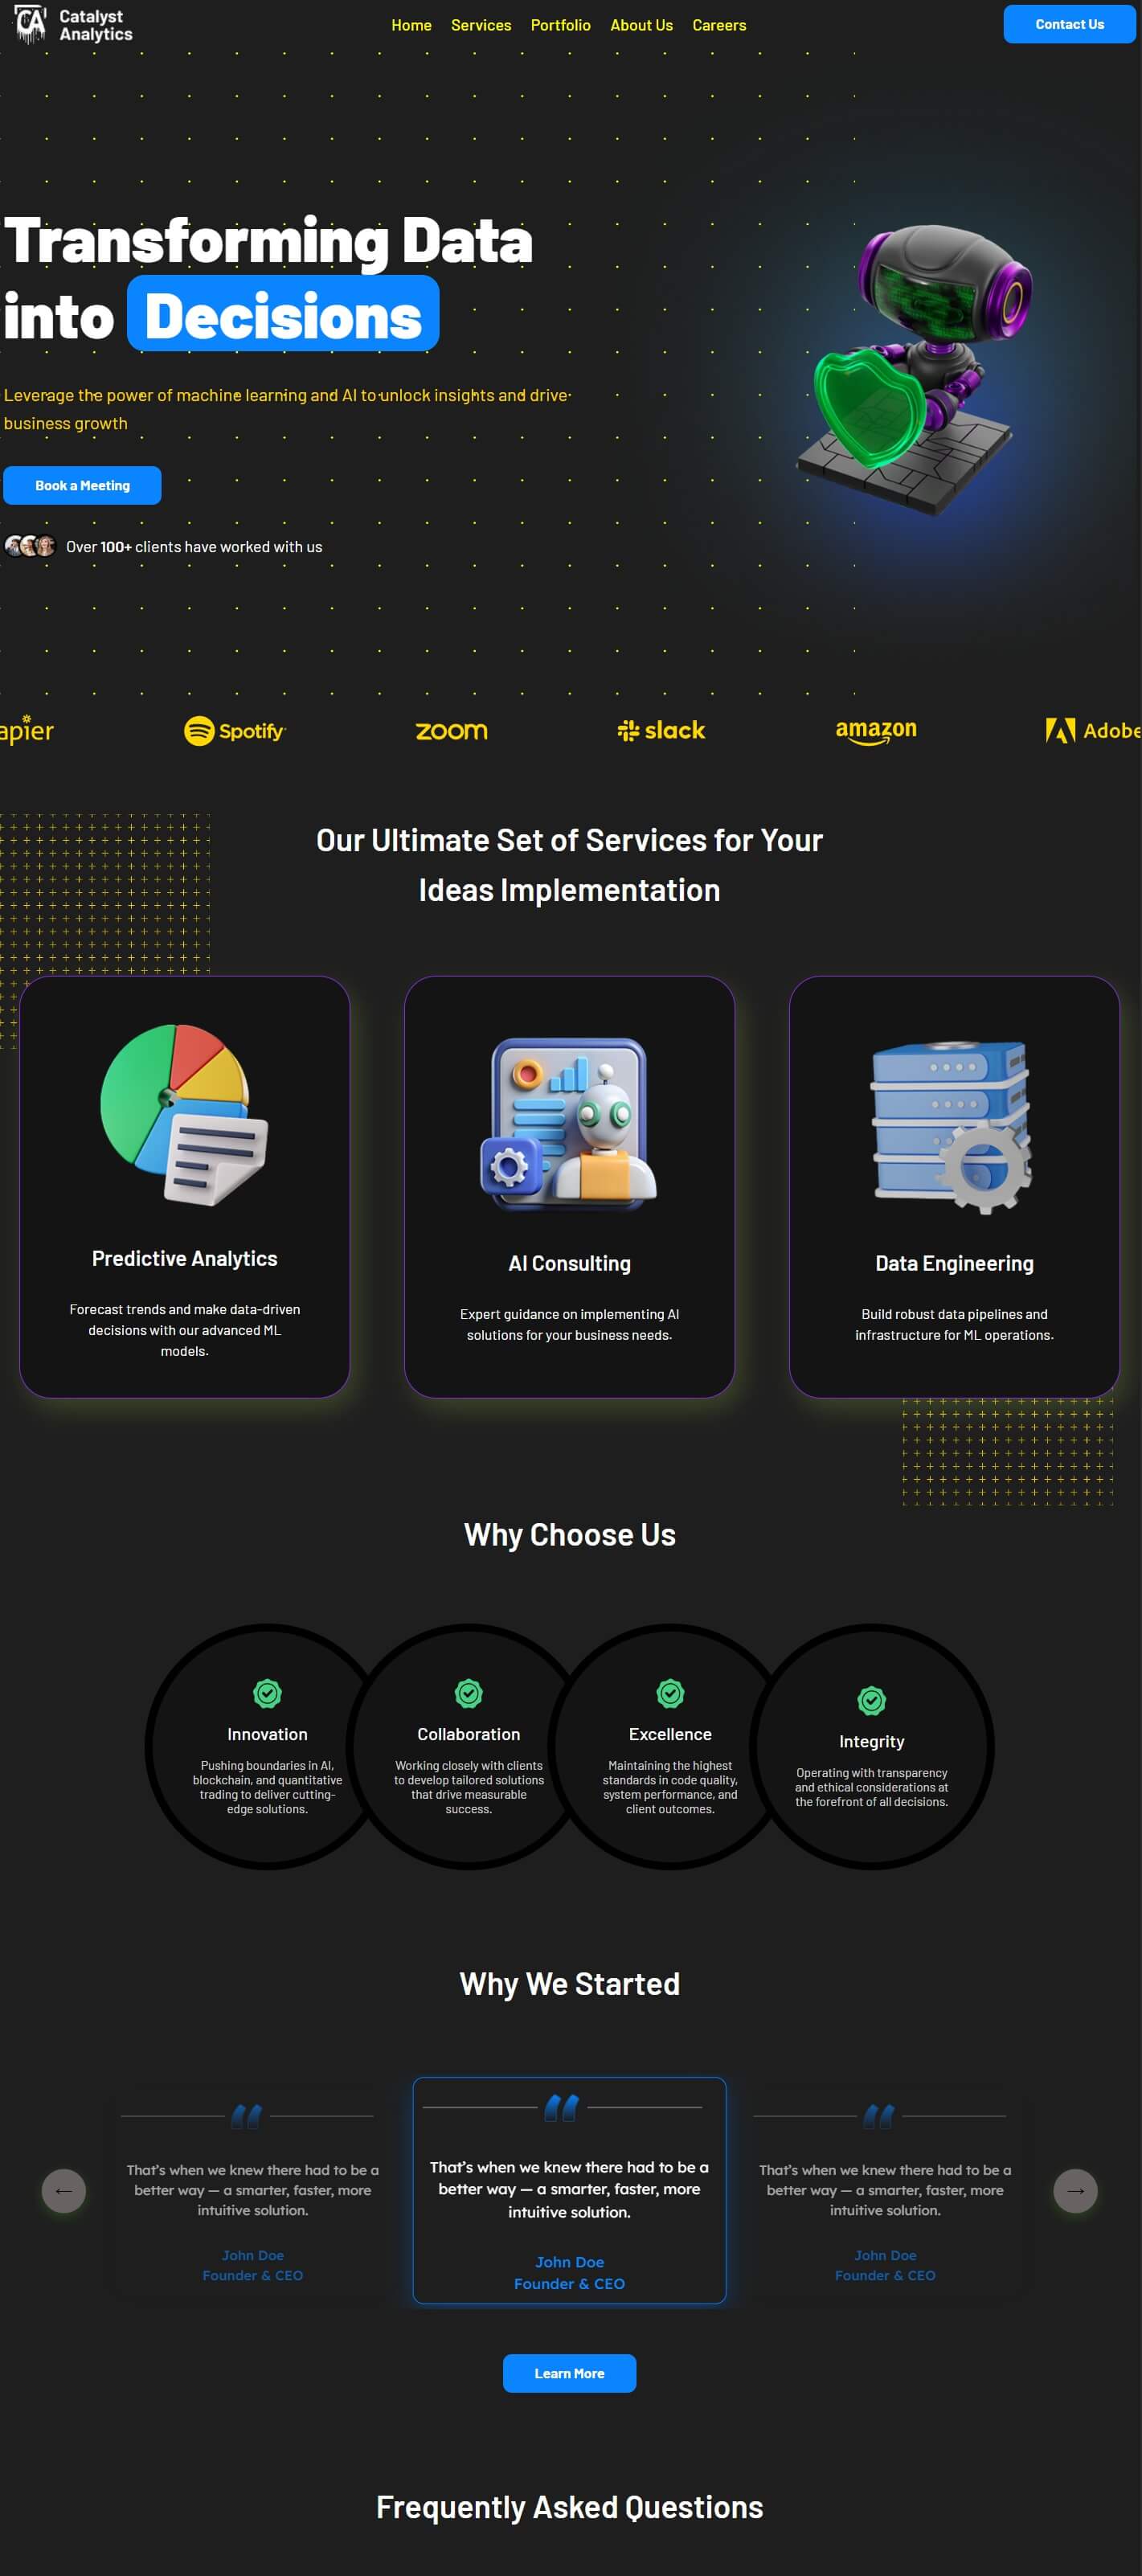 CA
Catalyst
Analytics
Home Services Portfolio About Us Careers
Contact Us
Transforming Data
into Decisions
Leverage the power of machine learning and AI to unlock insights and drive
business growth
Book a Meeting
Over 100+ clients have worked with us
apier Spotify zoom slack amazon Adobe
Our Ultimate Set of Services for Your
Ideas Implementation
Predictive Analytics
Forecast trends and make data-driven
decisions with our advanced ML
models.
AI Consulting
Expert guidance on implementing AI
solutions for your business needs.
Data Engineering
Build robust data pipelines and
infrastructure for ML operations.
Why Choose Us
Innovation
Pushing boundaries in AI,
blockchain, and quantitative
trading to deliver cutting-
edge solutions.
Collaboration
Working closely with clients
to develop tailored solutions
that drive measurable
success.
Excellence
Maintaining the highest
standards in code quality,
system performance, and
client outcomes.
Integrity
Operating with transparency
and ethical considerations at
the forefront of all decisions.
Why We Started
That's when we knew there had to be a
better way — a smarter, faster, more
intuitive solution.
John Doe
Founder & CEO
That's when we knew there had to be a
better way — a smarter, faster, more
intuitive solution.
John Doe
Founder & CEO
That's when we knew there had to be a
better way — a smarter, faster, more
intuitive solution.
John Doe
Founder & CEO
Learn More
Frequently Asked Questions